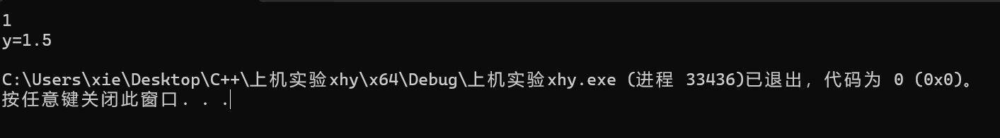 1
y=1.5
C:\Users\xie\Desktop\C++\上机实验xhy\x64\Debug\上机实验xhy.exe (进程 33436)已退出，代码为 0 (0x0)。
按任意键关闭此窗口. . .